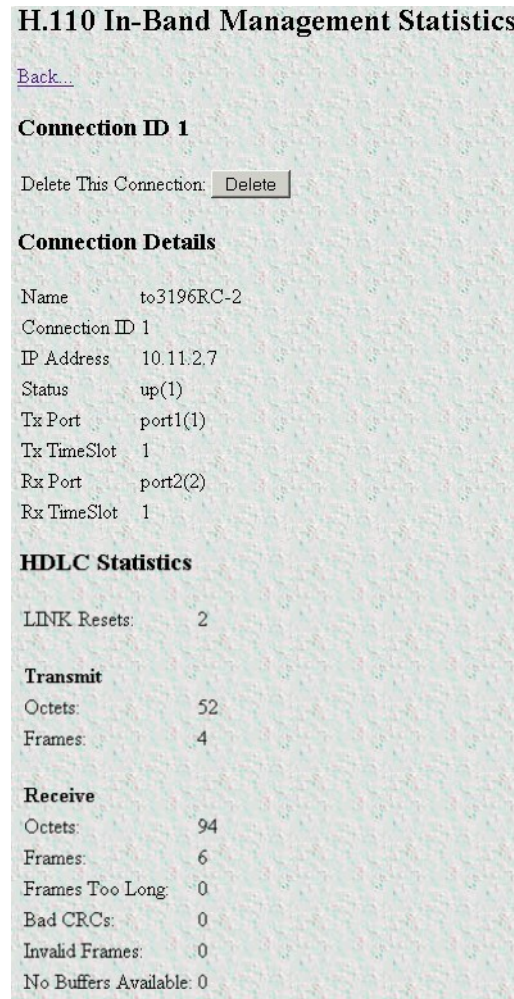 H.110 In-Band Management Statistics
Back...
Connection ID 1
Delete This Connection: Delete
Connection Details
Name to3196RC-2
Connection ID 1
IP Address 10.11.2.7
Status up(1)
Tx Port port1(1)
Tx TimeSlot 1
Rx Port port2(2)
Rx TimeSlot 1
HDLC Statistics
LINK Resets: 2
Transmit
Octets: 52
Frames: 4
Receive
Octets: 94
Frames: 6
Frames Too Long: 0
Bad CRCs: 0
Invalid Frames: 0
No Buffers Available: 0